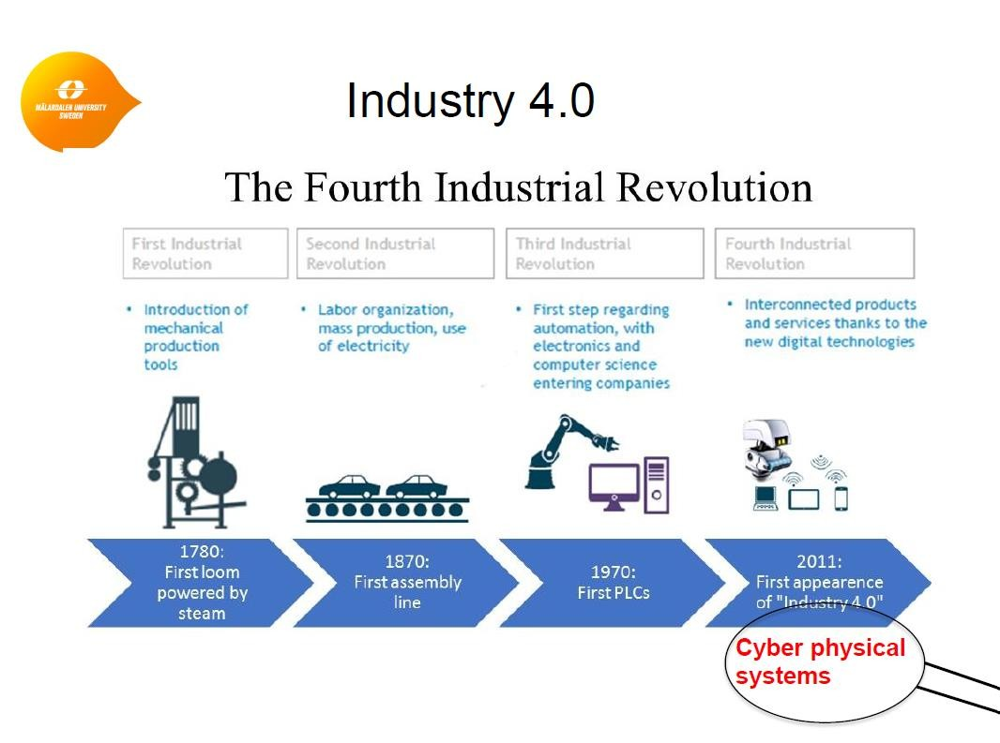 MÄLARDALEN UNIVERSITY
SWEDEN
Industry 4.0
The Fourth Industrial Revolution
First Industrial
Revolution
• Introduction of
mechanical
production
tools
Second Industrial
Revolution
• Labor organization,
mass production, use
of electricity
Third Industrial
Revolution
• First step regarding
automation, with
electronics and
computer science
entering companies
Fourth Industrial
Revolution
• Interconnected products
and services thanks to the
new digital technologies
1780:
First loom
powered by
steam
1870:
First assembly
line
1970:
First PLCs
2011:
First appearence
of "Industry 4.0"
Cyber physical
systems